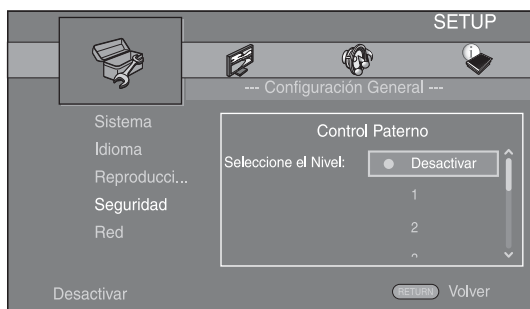 SETUP
--- Configuración General ---
Sistema
Idioma
Reproducci...
Seguridad
Red
Control Paterno
Seleccione el Nivel:
Desactivar
1
2
Desactivar
RETURN Volver